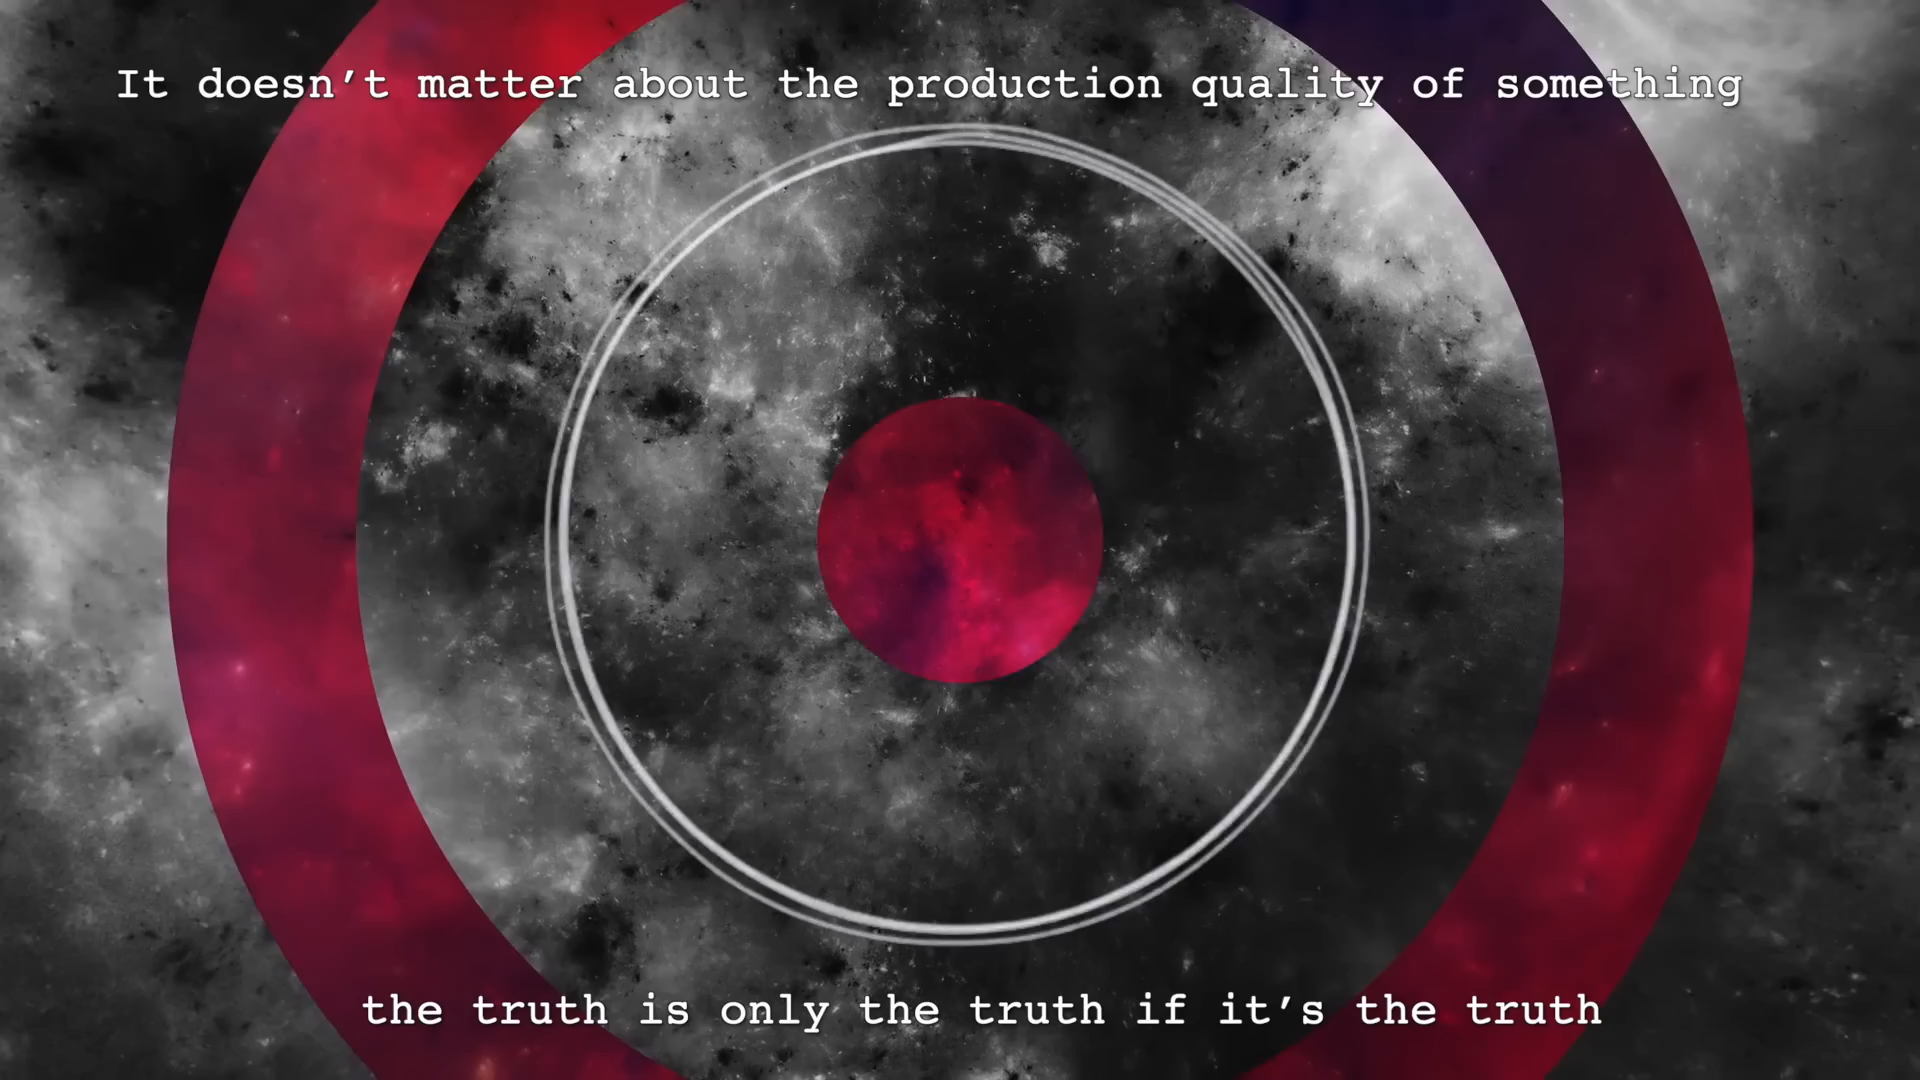 It doesn’t matter about the production quality of something
the truth is only the truth if it’s the truth